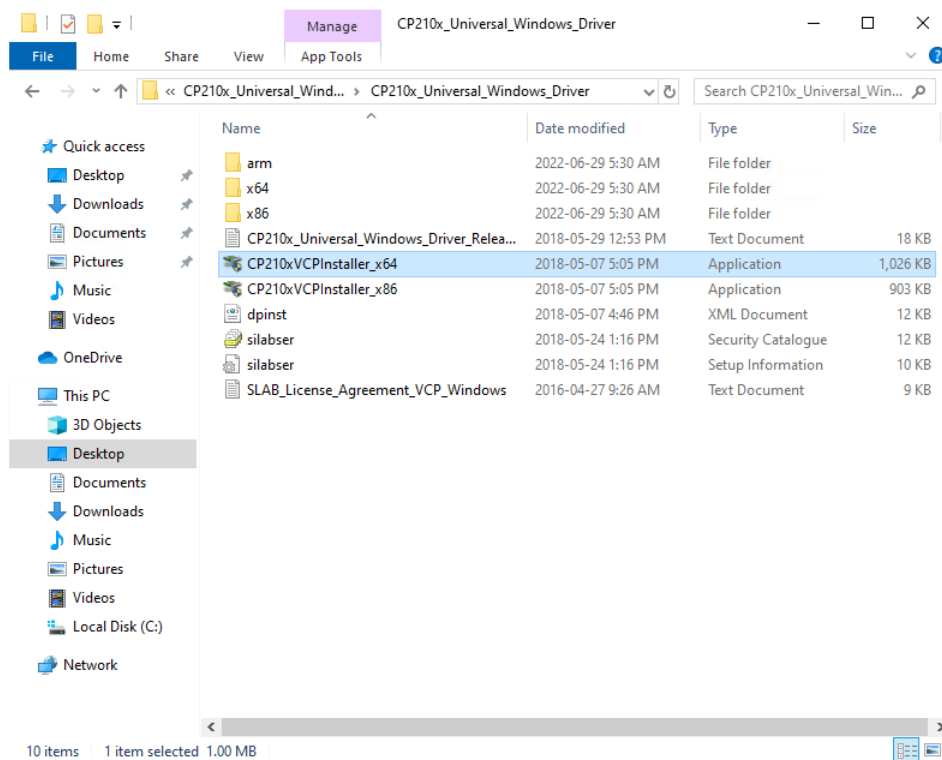 Manage
CP210x_Universal_Windows_Driver
File Home Share View App Tools
« CP210x_Universal_Wind... › CP210x_Universal_Windows_Driver
Search CP210x_Universal_Win...
Name Date modified Type Size
Quick access
Desktop
Downloads
Documents
Pictures
Music
Videos
OneDrive
This PC
3D Objects
Desktop
Documents
Downloads
Music
Pictures
Videos
Local Disk (C:)
Network
arm 2022-06-29 5:30 AM File folder
x64 2022-06-29 5:30 AM File folder
x86 2022-06-29 5:30 AM File folder
CP210x_Universal_Windows_Driver_Relea... 2018-05-29 12:53 PM Text Document 18 KB
CP210xVCPInstaller_x64 2018-05-07 5:05 PM Application 1,026 KB
CP210xVCPInstaller_x86 2018-05-07 5:05 PM Application 903 KB
dpinst 2018-05-07 4:46 PM XML Document 12 KB
silabser 2018-05-24 1:16 PM Security Catalogue 12 KB
silabser 2018-05-24 1:16 PM Setup Information 10 KB
SLAB_License_Agreement_VCP_Windows 2016-04-27 9:26 AM Text Document 9 KB
10 items 1 item selected 1.00 MB